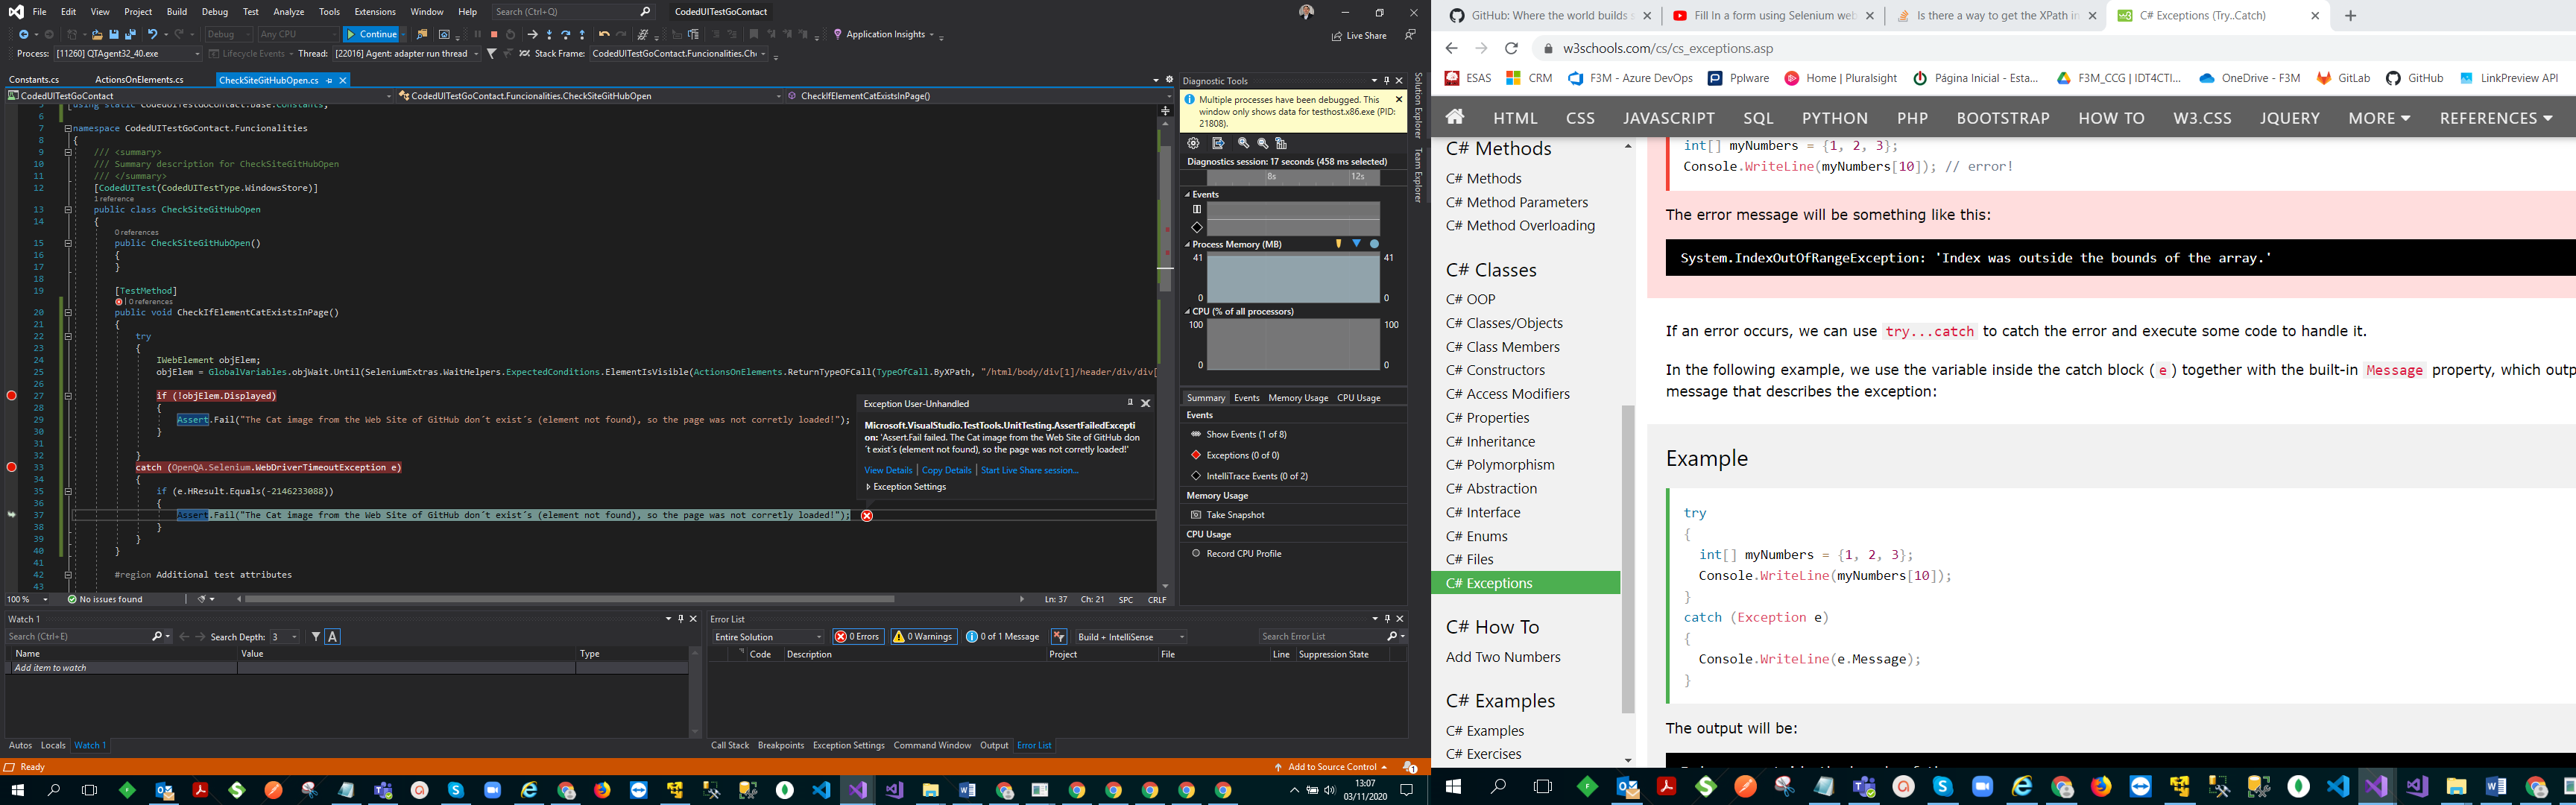 File Edit View Project Build Debug Test Analyze Tools Extensions Window Help Search (Ctrl+Q) CodedUITestGoContact
Debug Any CPU Continue Application Insights Live Share
Process: [11260] QTAgent32_40.exe Lifecycle Events Thread: [22016] Agent: adapter run thread Stack Frame: CodedUITestGoContact.Funcionalities.Che
Constants.cs ActionsOnElements.cs CheckSiteGitHubOpen.cs
CodedUITestGoContact CodedUITestGoContact.Funcionalities.CheckSiteGitHubOpen CheckIfElementCatExistsInPage()
5 using static CodedUITestGoContact.Base.Constants;
6
7 namespace CodedUITestGoContact.Funcionalities
8 {
9 /// <summary>
10 /// Summary description for CheckSiteGitHubOpen
11 /// </summary>
12 [CodedUITest(CodedUITestType.WindowsStore)]
1 reference
13 public class CheckSiteGitHubOpen
14 {
0 references
15 public CheckSiteGitHubOpen()
16 {
17 }
18
19 [TestMethod]
| 0 references
20 public void CheckIfElementCatExistsInPage()
21 {
22 try
23 {
24 IWebElement objElem;
25 objElem = GlobalVariables.objWait.Until(SeleniumExtras.WaitHelpers.ExpectedConditions.ElementIsVisible(ActionsOnElements.ReturnTypeOFCall(TypeOfCall.ByXPath, "/html/body/div[1]/header/div/div[
26
27 if (!objElem.Displayed)
28 {
29 Assert.Fail("The Cat image from the Web Site of GitHub don´t exist´s (element not found), so the page was not corretly loaded!");
30 }
31
32 }
33 catch (OpenQA.Selenium.WebDriverTimeoutException e)
34 {
35 if (e.HResult.Equals(-2146233088))
36 {
37 Assert.Fail("The Cat image from the Web Site of GitHub don´t exist´s (element not found), so the page was not corretly loaded!");
38 }
39 }
40 }
41
42 #region Additional test attributes
43
Exception User-Unhandled
Microsoft.VisualStudio.TestTools.UnitTesting.AssertFailedExcepti
on: 'Assert.Fail failed. The Cat image from the Web Site of GitHub don
´t exist´s (element not found), so the page was not corretly loaded!'
View Details | Copy Details | Start Live Share session...
Exception Settings
100 % No issues found Ln: 37 Ch: 21 SPC CRLF
Diagnostic Tools
Multiple processes have been debugged. This
window only shows data for testhost.x86.exe (PID:
21808).
Diagnostics session: 17 seconds (458 ms selected)
8s 12s
Events
Process Memory (MB)
41 41
0 0
CPU (% of all processors)
100 100
0 0
Summary Events Memory Usage CPU Usage
Events
Show Events (1 of 8)
Exceptions (0 of 0)
IntelliTrace Events (0 of 2)
Memory Usage
Take Snapshot
CPU Usage
Record CPU Profile
Solution Explorer
Team Explorer
Watch 1
Search (Ctrl+E) Search Depth: 3
Name Value Type
Add item to watch
Autos Locals Watch 1
Error List
Entire Solution 0 Errors 0 Warnings 0 of 1 Message Build + IntelliSense Search Error List
Code Description Project File Line Suppression State
Call Stack Breakpoints Exception Settings Command Window Output Error List
Ready Add to Source Control 1
13:07
03/11/2020
GitHub: Where the world builds s Fill In a form using Selenium web Is there a way to get the XPath in C# Exceptions (Try..Catch)
w3schools.com/cs/cs_exceptions.asp
ESAS CRM F3M - Azure DevOps Pplware Home | Pluralsight Página Inicial - Esta... F3M_CCG | IDT4CTI... OneDrive - F3M GitLab GitHub LinkPreview API
HTML CSS JAVASCRIPT SQL PYTHON PHP BOOTSTRAP HOW TO W3.CSS JQUERY MORE REFERENCES
C# Methods
C# Methods
C# Method Parameters
C# Method Overloading
C# Classes
C# OOP
C# Classes/Objects
C# Class Members
C# Constructors
C# Access Modifiers
C# Properties
C# Inheritance
C# Polymorphism
C# Abstraction
C# Interface
C# Enums
C# Files
C# Exceptions
C# How To
Add Two Numbers
C# Examples
C# Examples
C# Exercises
int[] myNumbers = {1, 2, 3};
Console.WriteLine(myNumbers[10]); // error!
The error message will be something like this:
System.IndexOutOfRangeException: 'Index was outside the bounds of the array.'
If an error occurs, we can use try...catch to catch the error and execute some code to handle it.
In the following example, we use the variable inside the catch block (e) together with the built-in Message property, which outp
message that describes the exception:
Example
try
{
int[] myNumbers = {1, 2, 3};
Console.WriteLine(myNumbers[10]);
}
catch (Exception e)
{
Console.WriteLine(e.Message);
}
The output will be: